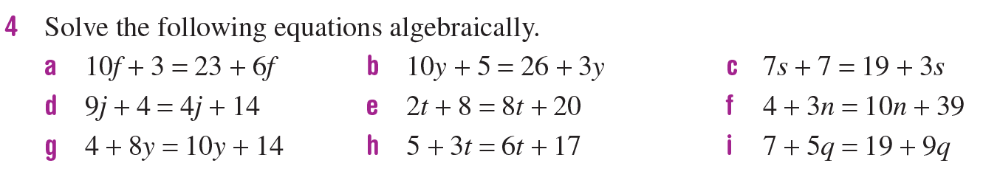 4 Solve the following equations algebraically.
a 10f + 3 = 23 + 6f b 10y + 5 = 26 + 3y c 7s + 7 = 19 + 3s
d 9j + 4 = 4j + 14 e 2t + 8 = 8t + 20 f 4 + 3n = 10n + 39
g 4 + 8y = 10y + 14 h 5 + 3t = 6t + 17 i 7 + 5q = 19 + 9q